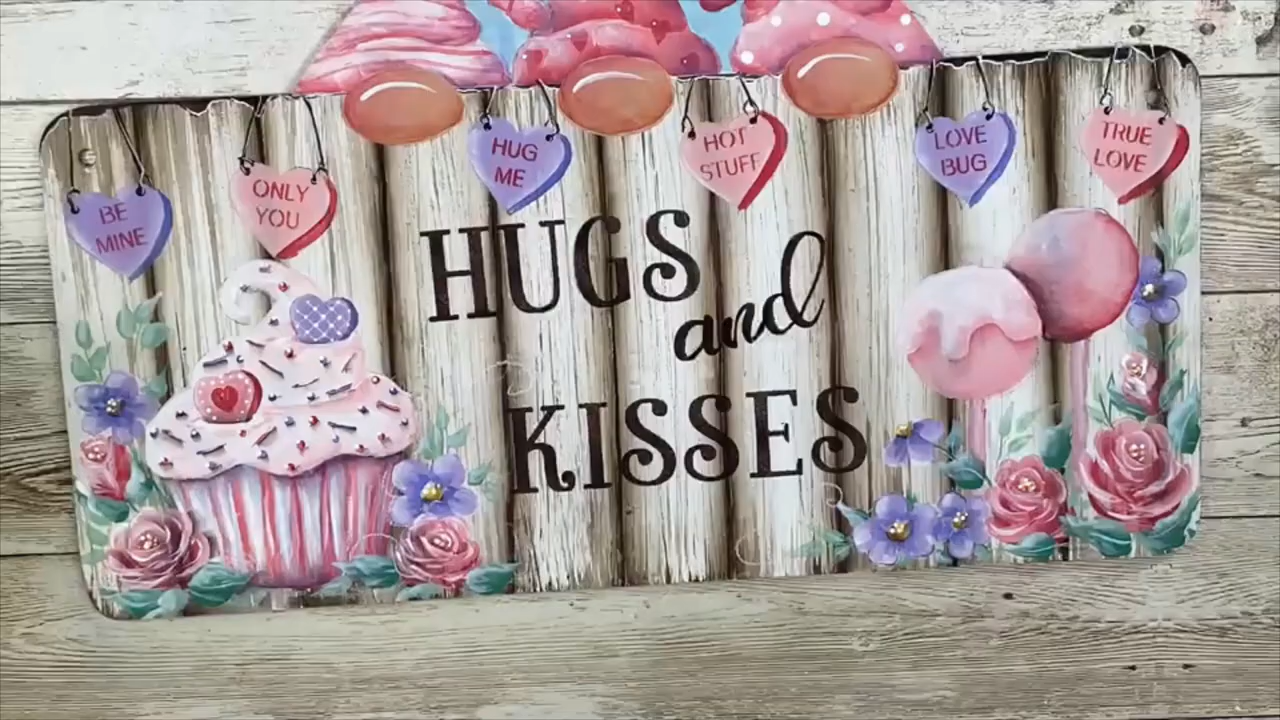 BE
MINE
ONLY
YOU
HUG
ME
HOT
STUFF
LOVE
BUG
TRUE
LOVE
HUGS
and
KISSES